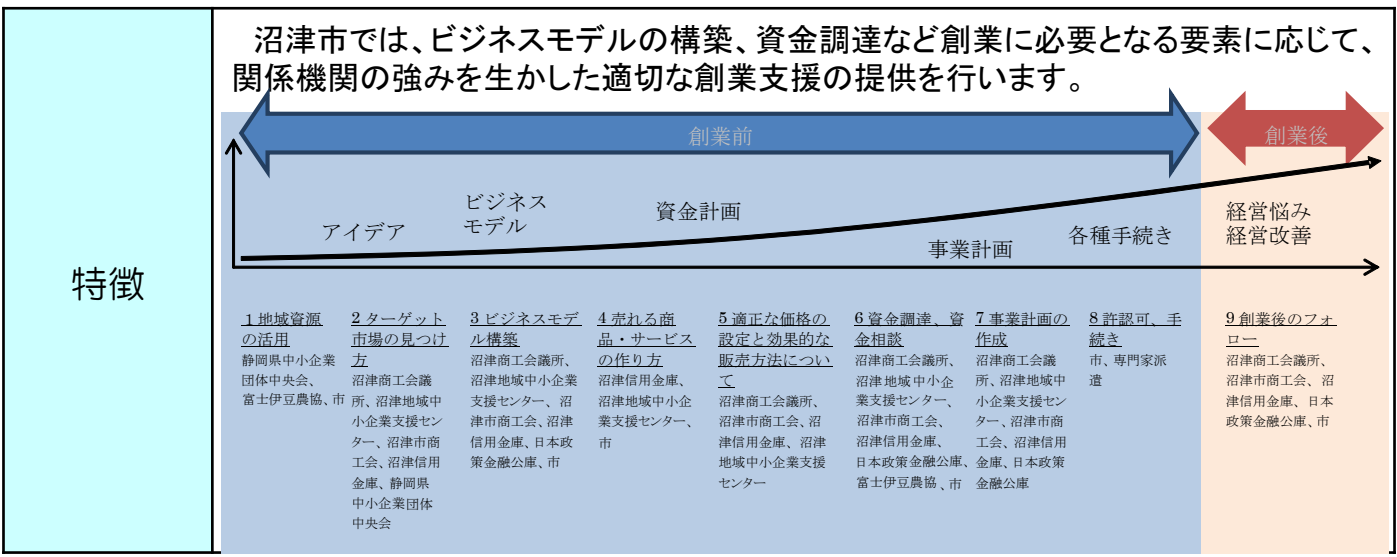 特徴
沼津市では、ビジネスモデルの構築、資金調達など創業に必要となる要素に応じて、
関係機関の強みを生かした適切な創業支援の提供を行います。
創業前
創業後
アイデア
ビジネス
モデル
資金計画
事業計画
各種手続き
経営悩み
経営改善
1 地域資源
の活用
静岡県中小企業
団体中央会、
富士伊豆農協、市
2 ターゲット
市場の見つけ
方
沼津商工会議
所、沼津地域中
小企業支援セン
ター、沼津市商
工会、沼津信用
金庫、静岡県
中小企業団体
中央会
3 ビジネスモデ
ル構築
沼津商工会議所、
沼津地域中小企業
支援センター、沼
津市商工会、沼津
信用金庫、日本政
策金融公庫、市
4 売れる商
品・サービス
の作り方
沼津信用金庫、
沼津地域中小企
業支援センター、
市
5 適正な価格の
設定と効果的な
販売方法につい
て
沼津商工会議所、
沼津市商工会、沼
津信用金庫、沼津
地域中小企業支援
センター
6 資金調達、資
金相談
沼津商工会議所、
沼津地域中小企
業支援センター、
沼津市商工会、
沼津信用金庫、
日本政策金融公庫、
富士伊豆農協、市
7 事業計画の
作成
沼津商工会議
所、沼津地域中
小企業支援セン
ター、沼津市商
工会、沼津信用
金庫、日本政策
金融公庫
8 許認可、手
続き
市、専門家派
遣
9 創業後のフォ
ロー
沼津商工会議所、
沼津市商工会、沼
津信用金庫、日本
政策金融公庫、市